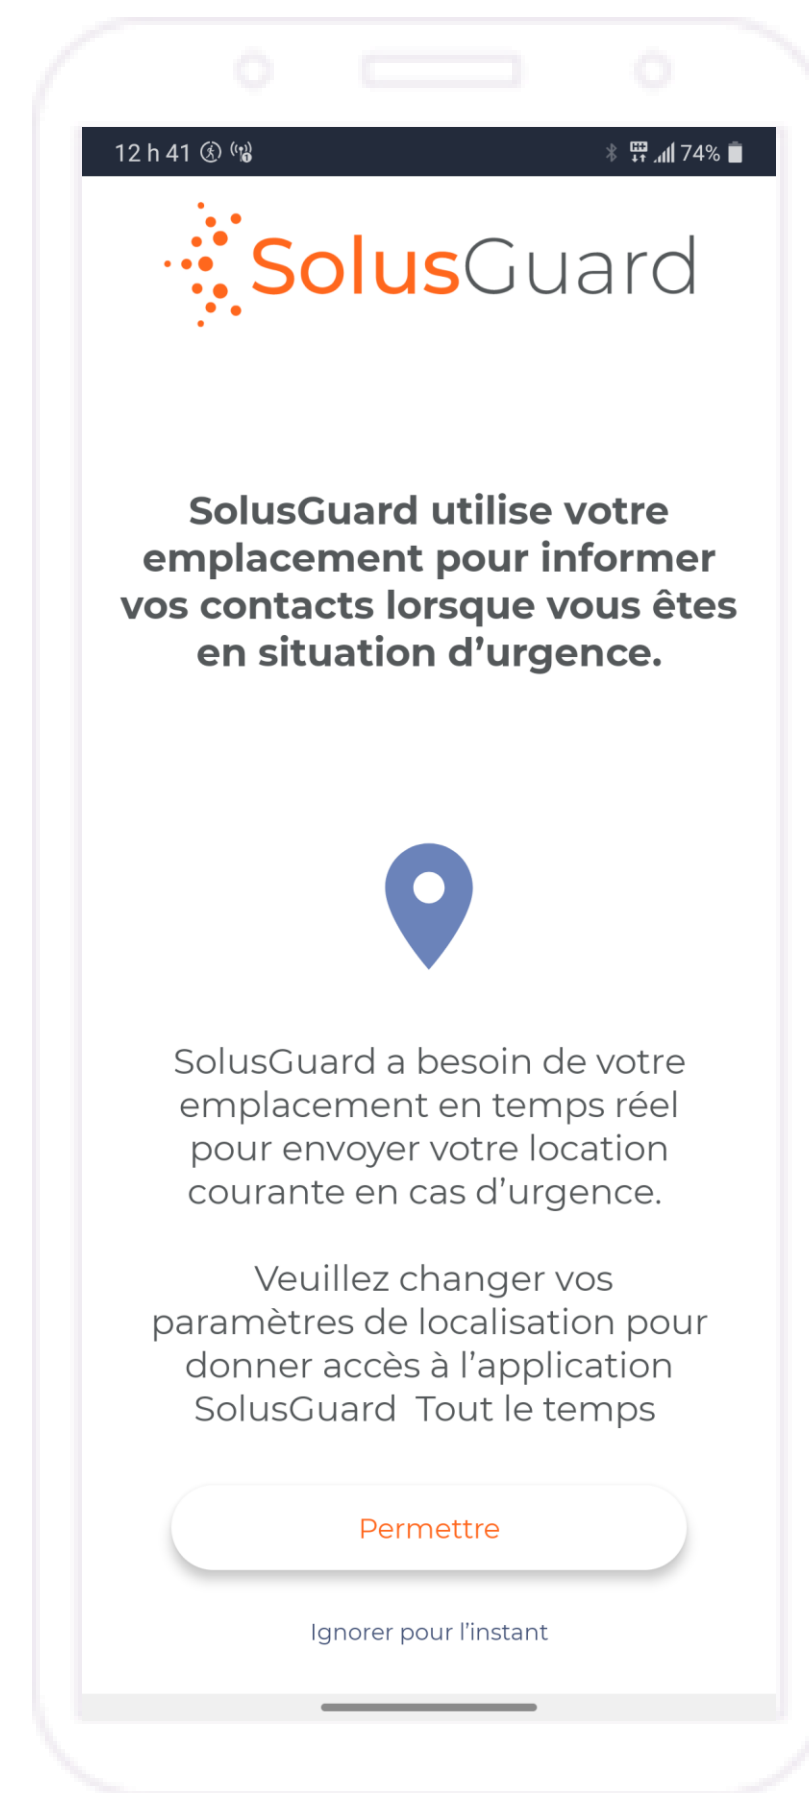 12 h 41 74%
SolusGuard
SolusGuard utilise votre
emplacement pour informer
vos contacts lorsque vous êtes
en situation d’urgence.
SolusGuard a besoin de votre
emplacement en temps réel
pour envoyer votre location
courante en cas d’urgence.
Veuillez changer vos
paramètres de localisation pour
donner accès à l’application
SolusGuard  Tout le temps
Permettre
Ignorer pour l’instant